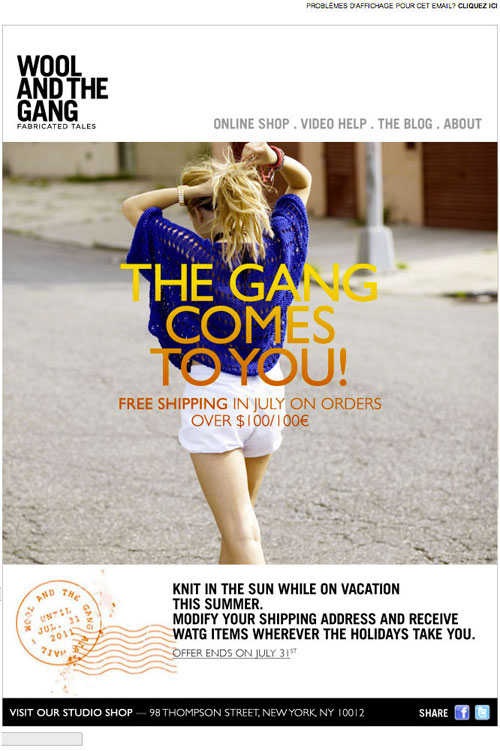 PROBLÈMES D'AFFICHAGE POUR CET EMAIL? CLIQUEZ ICI
WOOL
AND THE
GANG
FABRICATED TALES
ONLINE SHOP . VIDEO HELP . THE BLOG . ABOUT
THE GANG
COMES
TO YOU!
FREE SHIPPING IN JULY ON ORDERS
OVER $100/100€
WOOL AND THE GANG
UNTIL
JUL. 31
2011
MAIL
KNIT IN THE SUN WHILE ON VACATION
THIS SUMMER.
MODIFY YOUR SHIPPING ADDRESS AND RECEIVE
WATG ITEMS WHEREVER THE HOLIDAYS TAKE YOU.
OFFER ENDS ON JULY 31ST
VISIT OUR STUDIO SHOP — 98 THOMPSON STREET, NEW YORK, NY 10012
SHARE